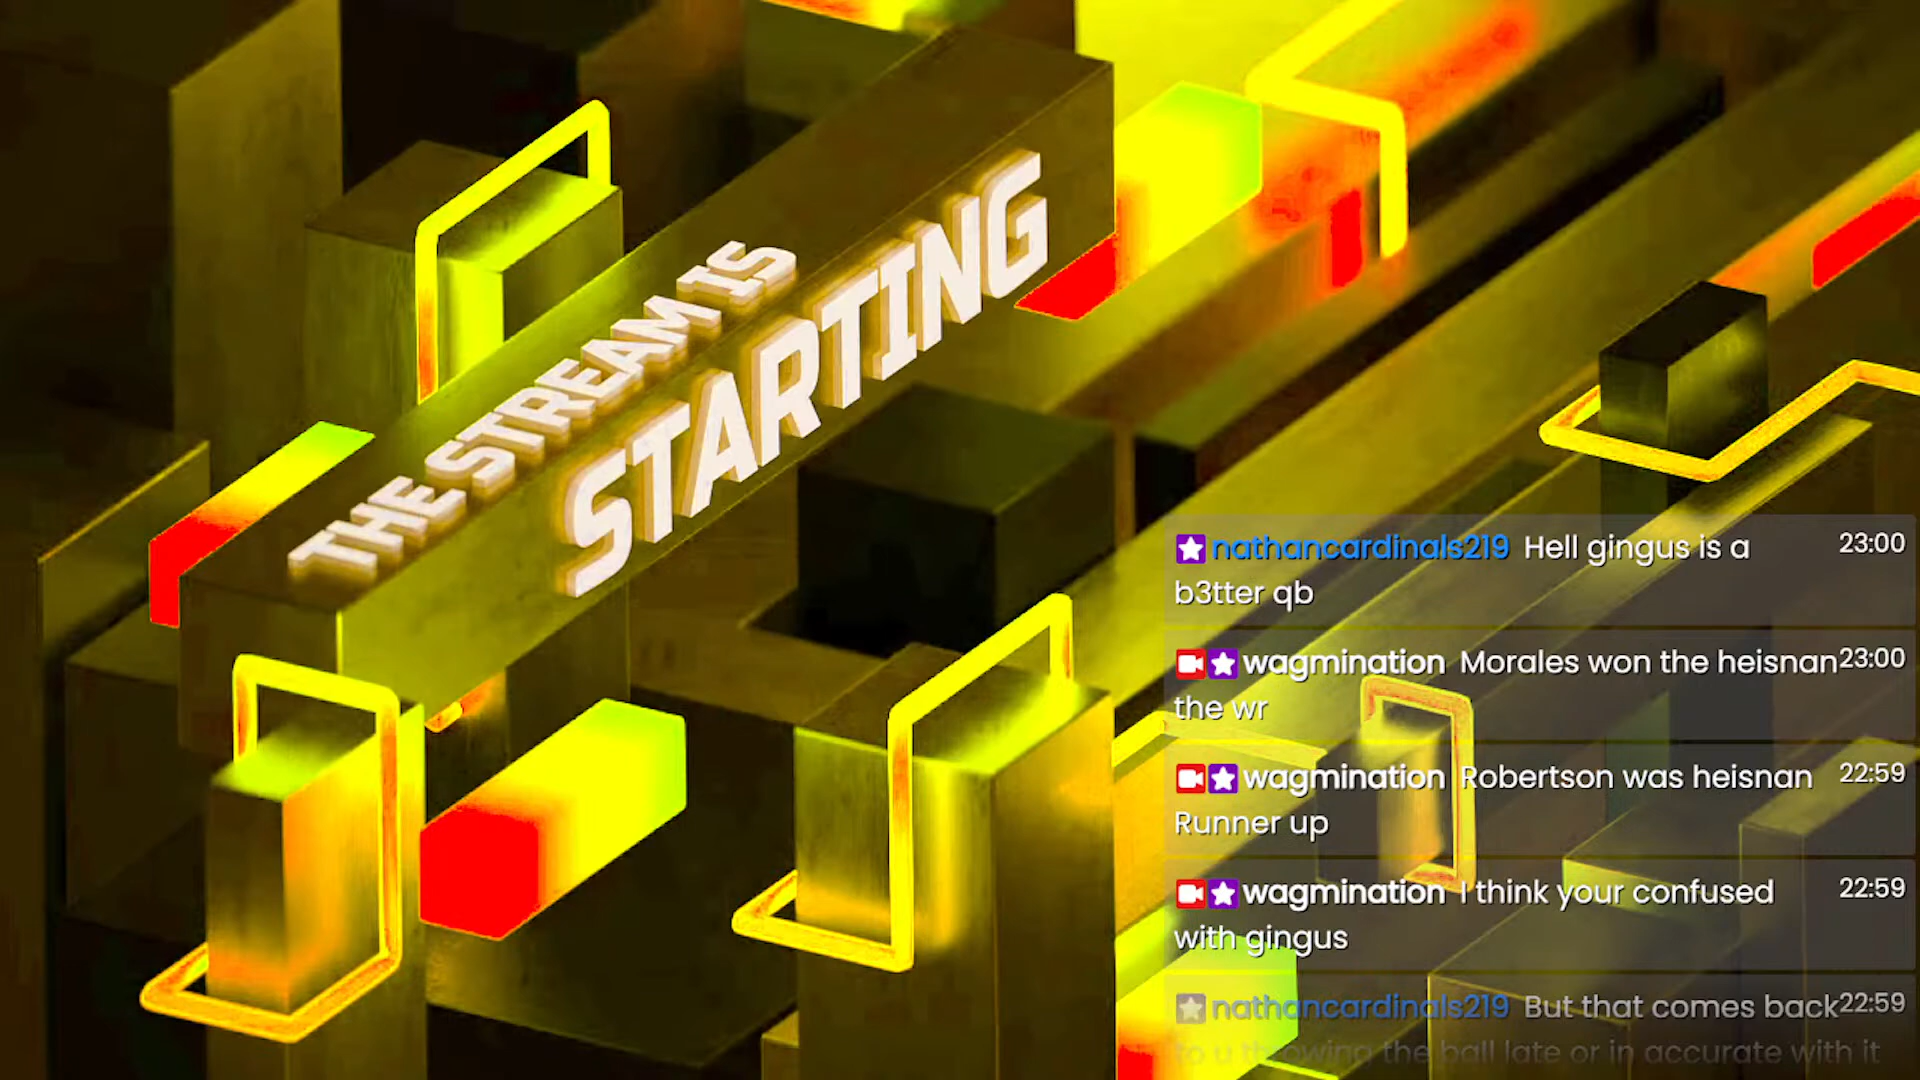 THE STREAM IS
STARTING
nathancardinals219 Hell gingus is a 23:00
b3tter qb
wagmination Morales won the heisnan 23:00
the wr
wagmination Robertson was heisnan 22:59
Runner up
wagmination I think your confused 22:59
with gingus
nathancardinals219 But that comes back 22:59
to u throwing the ball late or in accurate with it